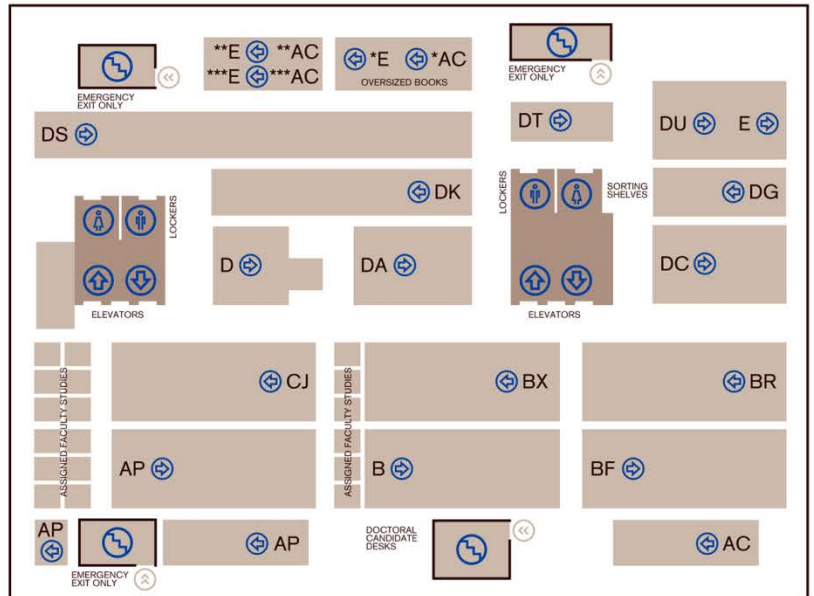 **E **AC
***E ***AC
*E *AC
OVERSIZED BOOKS
EMERGENCY
EXIT ONLY
EMERGENCY
EXIT ONLY
DS
DT
DU E
DK
LOCKERS
LOCKERS
SORTING
SHELVES
DG
D
DA
DC
ELEVATORS
ELEVATORS
ASSIGNED FACULTY STUDIES
CJ
ASSIGNED FACULTY STUDIES
BX
BR
AP
B
BF
AP
EMERGENCY
EXIT ONLY
AP
DOCTORAL
CANDIDATE
DESKS
AC